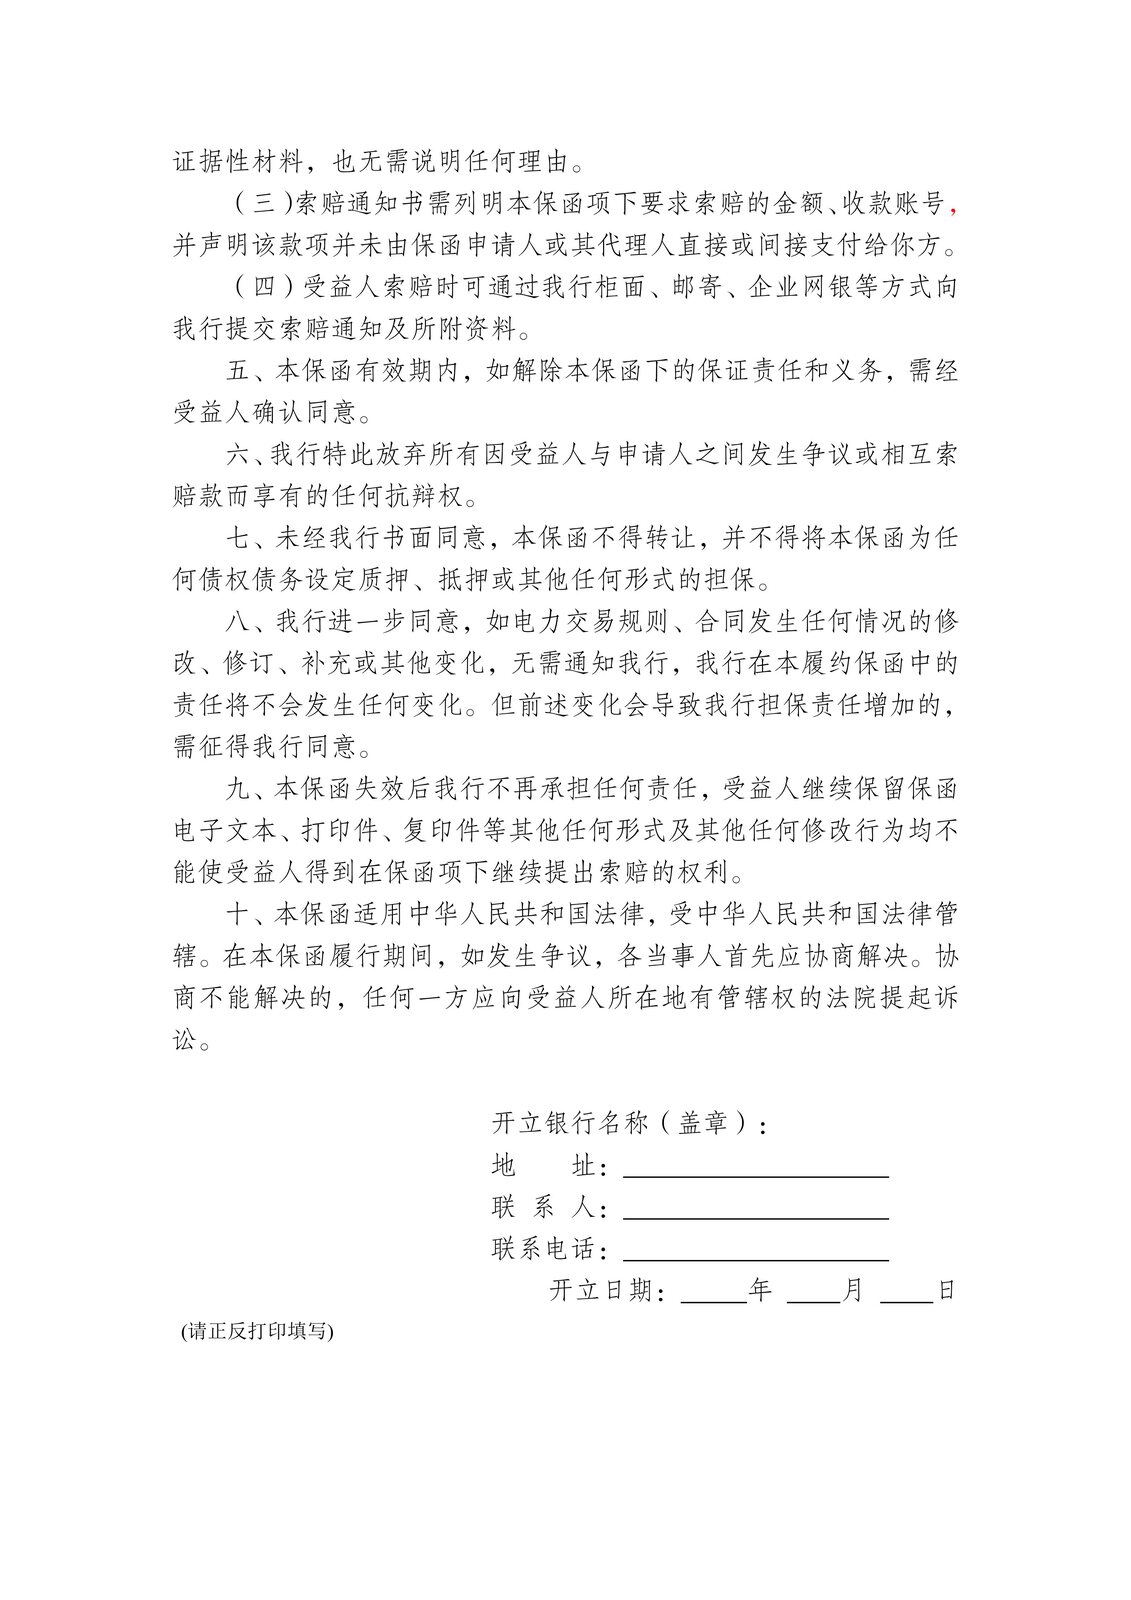 证据性材料，也无需说明任何理由。
（三）索赔通知书需列明本保函项下要求索赔的金额、收款账号，
并声明该款项并未由保函申请人或其代理人直接或间接支付给你方。
（四）受益人索赔时可通过我行柜面、邮寄、企业网银等方式向
我行提交索赔通知及所附资料。
五、本保函有效期内，如解除本保函下的保证责任和义务，需经
受益人确认同意。
六、我行特此放弃所有因受益人与申请人之间发生争议或相互索
赔款而享有的任何抗辩权。
七、未经我行书面同意，本保函不得转让，并不得将本保函为任
何债权债务设定质押、抵押或其他任何形式的担保。
八、我行进一步同意，如电力交易规则、合同发生任何情况的修
改、修订、补充或其他变化，无需通知我行，我行在本履约保函中的
责任将不会发生任何变化。但前述变化会导致我行担保责任增加的，
需征得我行同意。
九、本保函失效后我行不再承担任何责任，受益人继续保留保函
电子文本、打印件、复印件等其他任何形式及其他任何修改行为均不
能使受益人得到在保函项下继续提出索赔的权利。
十、本保函适用中华人民共和国法律，受中华人民共和国法律管
辖。在本保函履行期间，如发生争议，各当事人首先应协商解决。协
商不能解决的，任何一方应向受益人所在地有管辖权的法院提起诉
讼。
开立银行名称（盖章）：
地　　址：
联 系 人：
联系电话：
开立日期：_____年 ____月 ____日
(请正反打印填写)